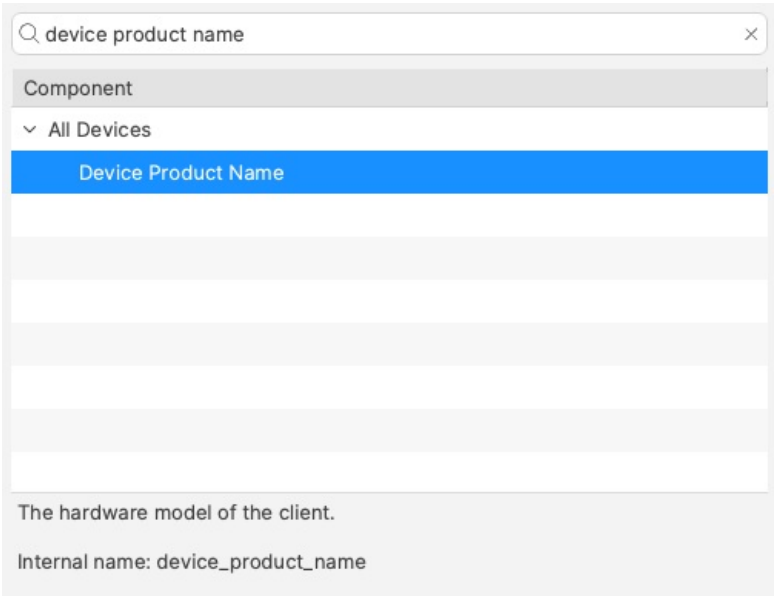 device product name
Component
All Devices
Device Product Name
The hardware model of the client.
Internal name: device_product_name